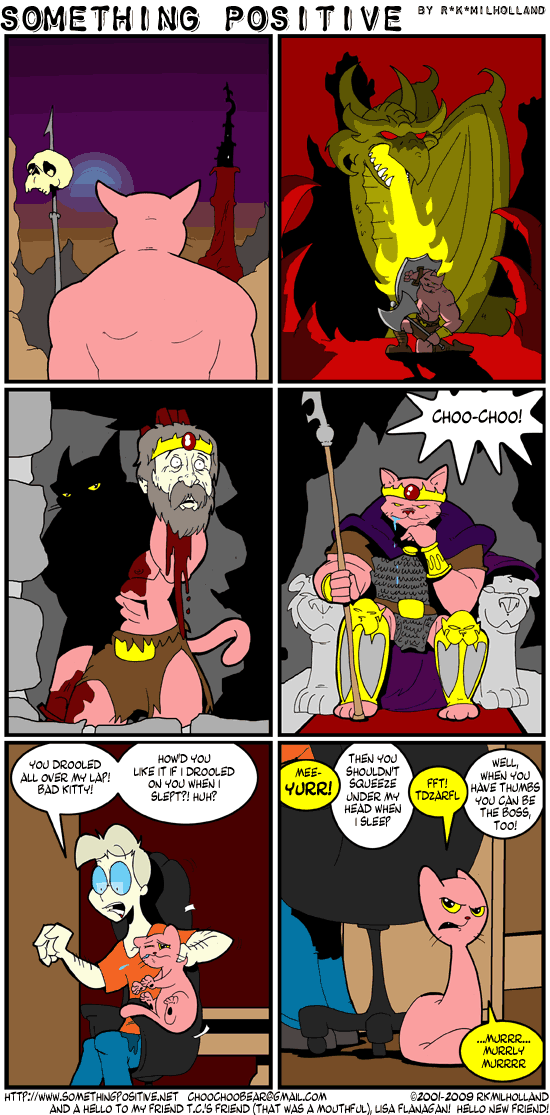 SOMETHING POSITIVE
BY R*K*MILHOLLAND
CHOO-CHOO!
YOU DROOLED
ALL OVER MY LAP!
BAD KITTY!
HOW'D YOU
LIKE IT IF I DROOLED
ON YOU WHEN I
SLEPT?! HUH?
MEE-
YURR!
THEN YOU
SHOULDN'T
SQUEEZE
UNDER MY
HEAD WHEN
I SLEEP
FFT!
TDZARFL
WELL,
WHEN YOU
HAVE THUMBS
YOU CAN BE
THE BOSS,
TOO!
...MURRR...
MURRLY
MURRRR
HTTP://WWW.SOMETHINGPOSITIVE.NET CHOOCHOOBEAR@GMAIL.COM ©2001-2009 RKMILHOLLAND
AND A HELLO TO MY FRIEND T.C.'S FRIEND (THAT WAS A MOUTHFUL), LISA FLANAGAN! HELLO NEW FRIEND!